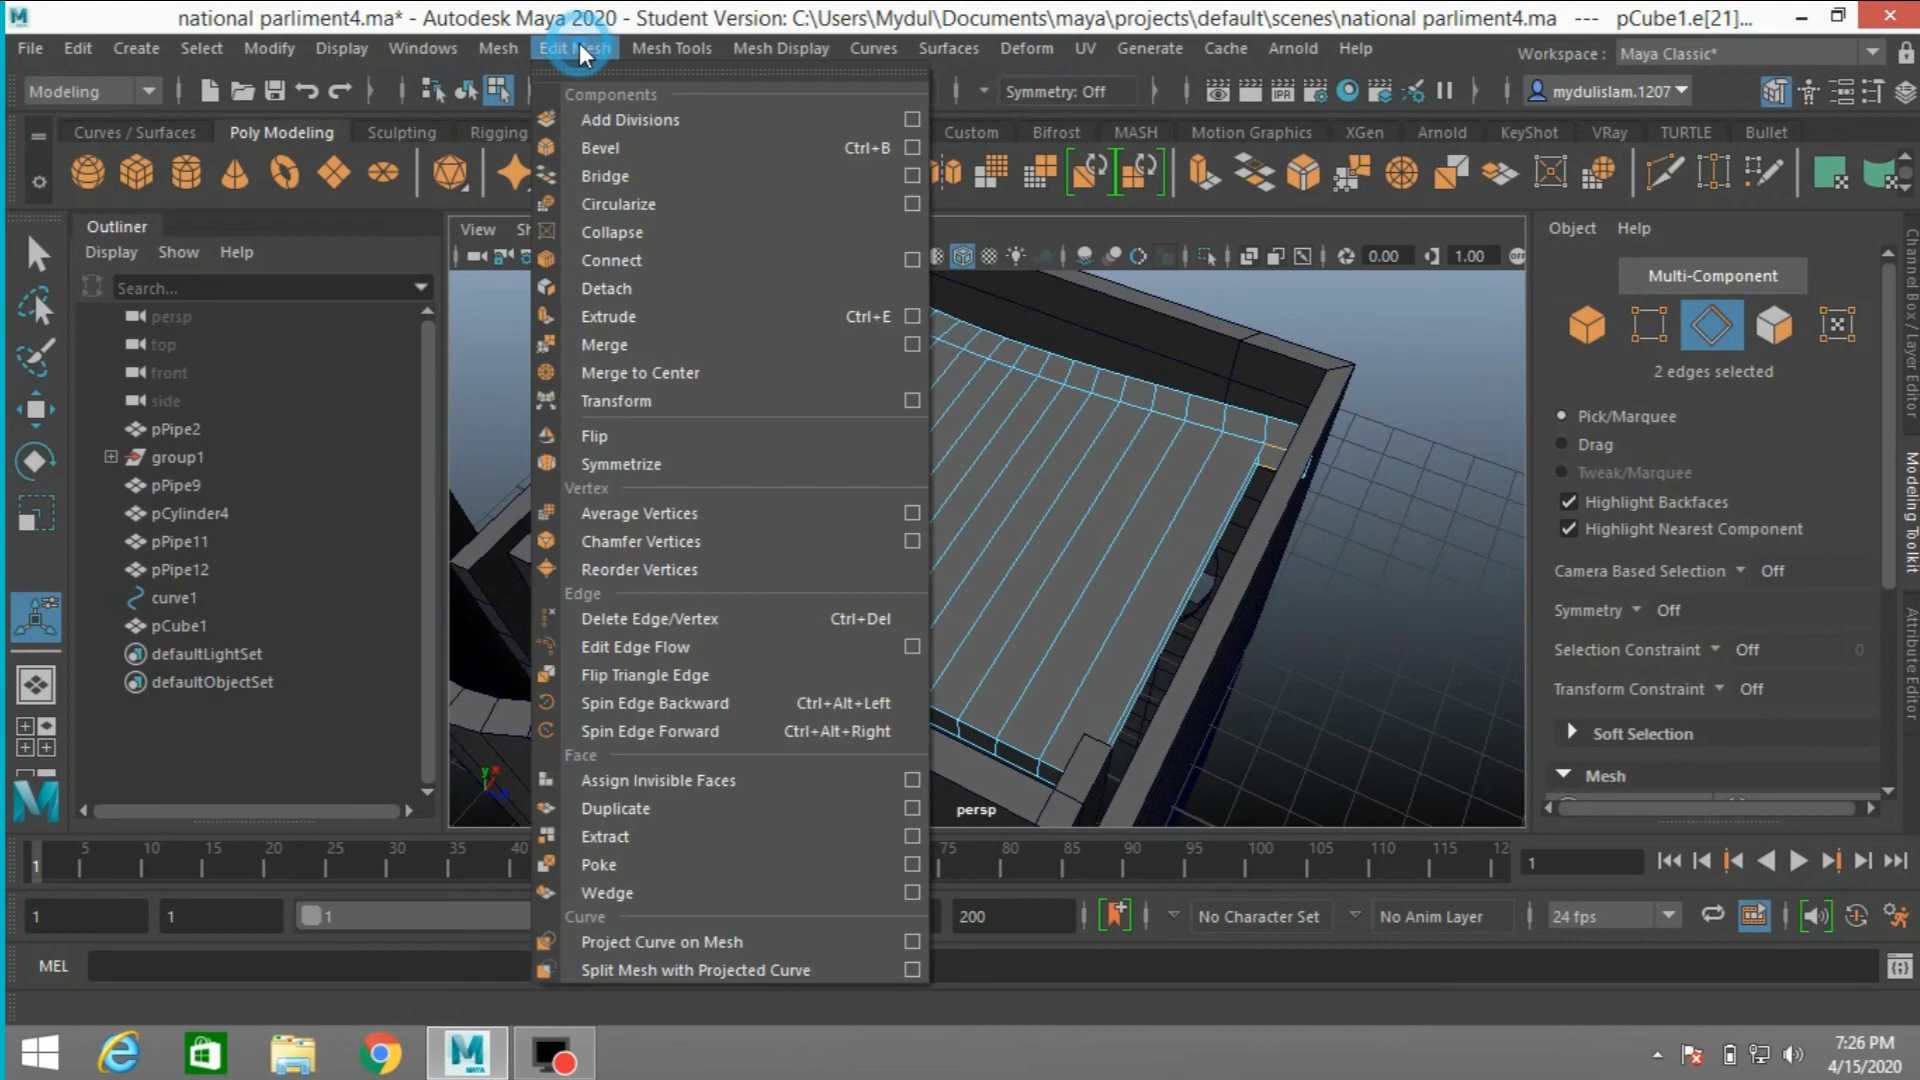 national parliment4.ma* - Autodesk Maya 2020 - Student Version: C:\Users\Mydul\Documents\maya\projects\default\scenes\national parliment4.ma --- pCube1.e[21]...
File Edit Create Select Modify Display Windows Mesh Edit Mesh Mesh Tools Mesh Display Curves Surfaces Deform UV Generate Cache Arnold Help Workspace: Maya Classic*
Modeling Symmetry: Off mydulislam.1207
Curves / Surfaces Poly Modeling Sculpting Rigging Custom Bifrost MASH Motion Graphics XGen Arnold KeyShot VRay TURTLE Bullet
IPR
Outliner
Display Show Help
Search...
persp
top
front
side
pPipe2
group1
pPipe9
pCylinder4
pPipe11
pPipe12
curve1
pCube1
defaultLightSet
defaultObjectSet
View
0.00 1.00
Components
Add Divisions
Bevel Ctrl+B
Bridge
Circularize
Collapse
Connect
Detach
Extrude Ctrl+E
Merge
Merge to Center
Transform
Flip
Symmetrize
Vertex
Average Vertices
Chamfer Vertices
Reorder Vertices
Edge
Delete Edge/Vertex Ctrl+Del
Edit Edge Flow
Flip Triangle Edge
Spin Edge Backward Ctrl+Alt+Left
Spin Edge Forward Ctrl+Alt+Right
Face
Assign Invisible Faces
Duplicate
Extract
Poke
Wedge
Curve
Project Curve on Mesh
Split Mesh with Projected Curve
persp
Object Help
Multi-Component
2 edges selected
Pick/Marquee
Drag
Tweak/Marquee
Highlight Backfaces
Highlight Nearest Component
Camera Based Selection Off
Symmetry Off
Selection Constraint Off 0
Transform Constraint Off
Soft Selection
Mesh
Channel Box / Layer Editor
Modeling Toolkit
Attribute Editor
1 5 10 15 20 25 30 35 40 75 80 85 90 95 100 105 110 115 12 1
1 1 1 200 No Character Set No Anim Layer 24 fps
MEL
MAYA
7:26 PM
4/15/2020